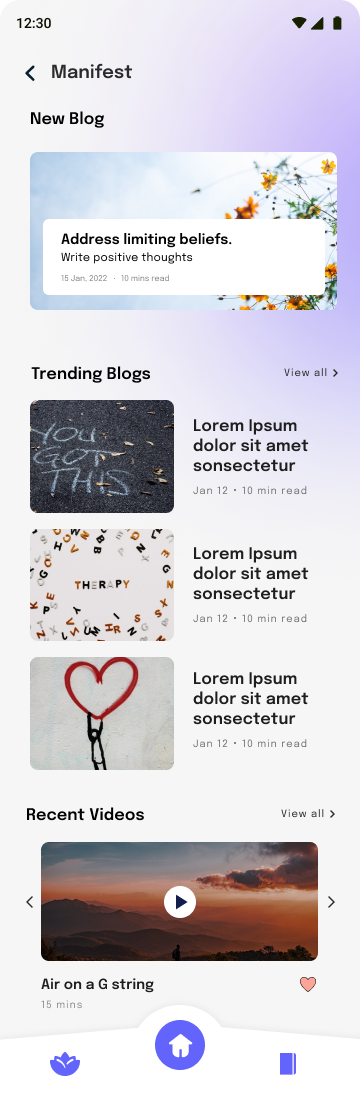 12:30
Manifest
New Blog
Address limiting beliefs.
Write positive thoughts
15 Jan, 2022 · 10 mins read
Trending Blogs
View all
YOU
GOT
THIS
Lorem Ipsum
dolor sit amet
sonsectetur
Jan 12 • 10 min read
THERAPY
Lorem Ipsum
dolor sit amet
sonsectetur
Jan 12 • 10 min read
Lorem Ipsum
dolor sit amet
sonsectetur
Jan 12 • 10 min read
Recent Videos
View all
Air on a G string
15 mins